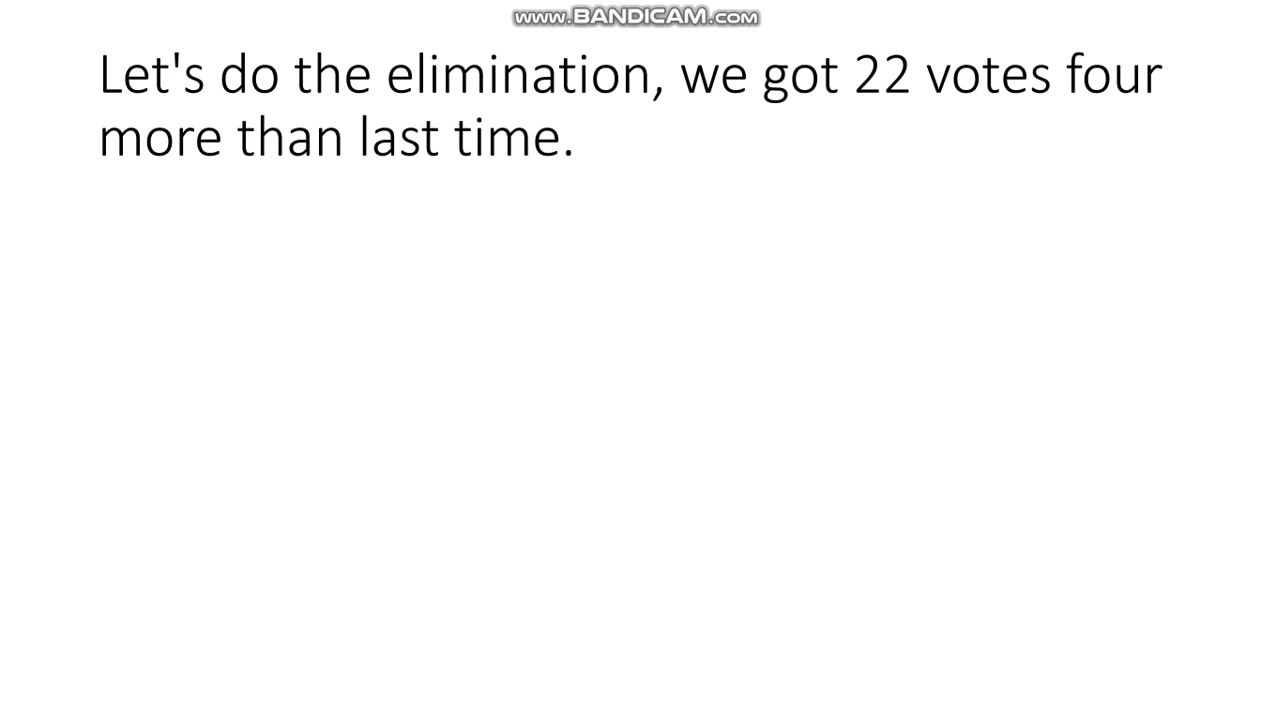 www.BANDICAM.com
Let's do the elimination, we got 22 votes four
more than last time.